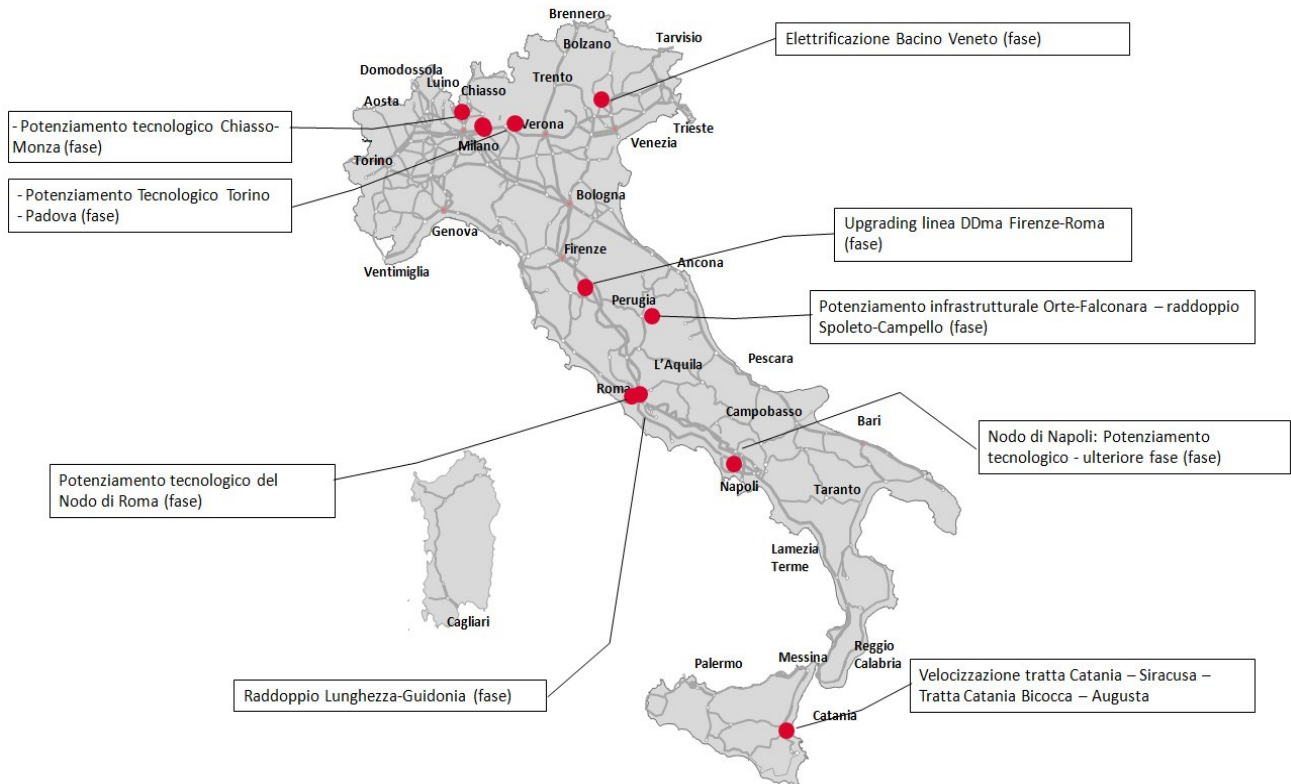 Brennero
Bolzano
Tarvisio
Elettrificazione Bacino Veneto (fase)
Domodossola
Luino
Trento
Chiasso
Aosta
- Potenziamento tecnologico Chiasso-
Monza (fase)
Verona
Trieste
Milano
Venezia
Torino
- Potenziamento Tecnologico Torino
- Padova (fase)
Bologna
Genova
Upgrading linea DDma Firenze-Roma
(fase)
Firenze
Ancona
Ventimiglia
Perugia
Potenziamento infrastrutturale Orte-Falconara – raddoppio
Spoleto-Campello (fase)
Pescara
L’Aquila
Roma
Campobasso
Bari
Nodo di Napoli: Potenziamento
tecnologico - ulteriore fase (fase)
Potenziamento tecnologico del
Nodo di Roma (fase)
Napoli
Taranto
Lamezia
Terme
Cagliari
Reggio
Calabria
Messina
Palermo
Velocizzazione tratta Catania – Siracusa –
Tratta Catania Bicocca – Augusta
Raddoppio Lunghezza-Guidonia (fase)
Catania